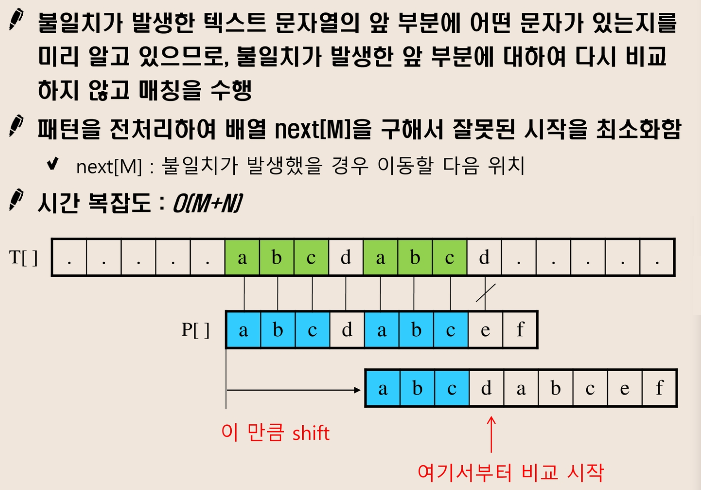 불일치가 발생한 텍스트 문자열의 앞 부분에 어떤 문자가 있는지를
미리 알고 있으므로, 불일치가 발생한 앞 부분에 대하여 다시 비교
하지 않고 매칭을 수행
패턴을 전처리하여 배열 next[M]을 구해서 잘못된 시작을 최소화함
next[M] : 불일치가 발생했을 경우 이동할 다음 위치
시간 복잡도 : O(M+N)
T[ ] . . . . . a b c d a b c d . . . . .
P[ ] a b c d a b c e f
a b c d a b c e f
이 만큼 shift
여기서부터 비교 시작